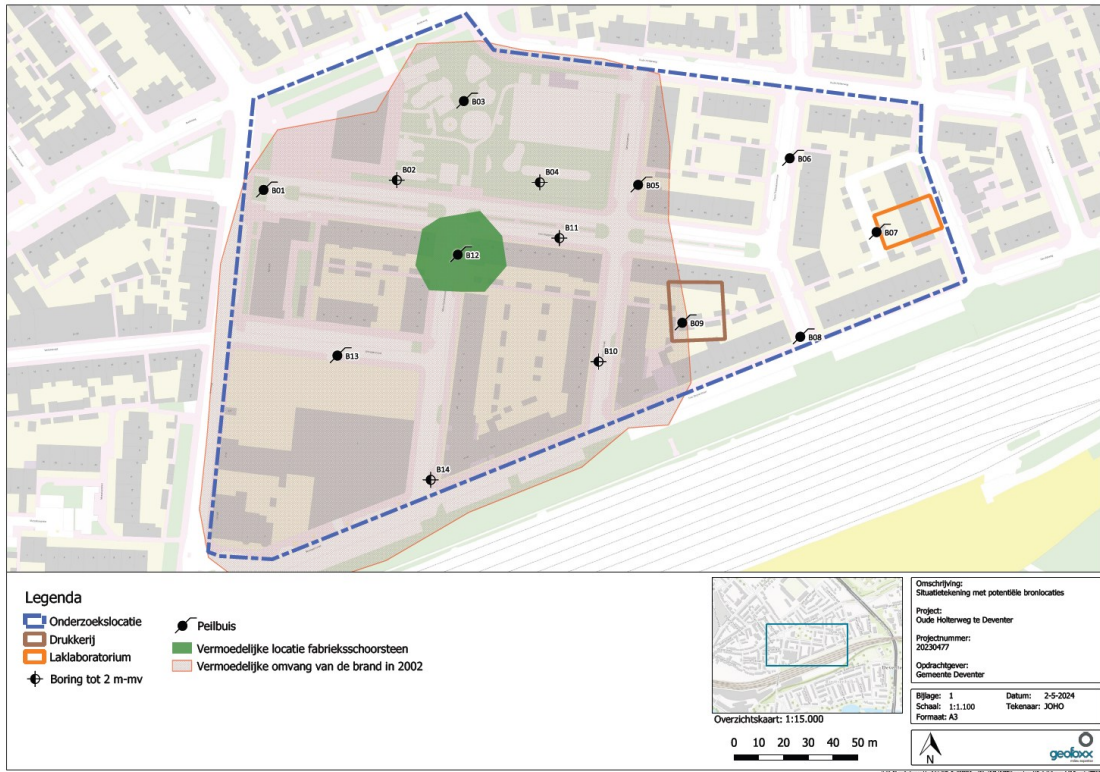 B03
B06
B02
B04
B01
B05
B07
B11
B12
B09
B08
B13
B10
B14
Legenda
Onderzoekslocatie
Drukkerij
Laklaboratorium
Boring tot 2 m-mv
Peilbuis
Vermoedelijke locatie fabrieksschoorsteen
Vermoedelijke omvang van de brand in 2002
Overzichtskaart: 1:15.000
0 10 20 30 40 50 m
Omschrijving:
Situatietekening met potentiële bronlocaties
Project:
Oude Holterweg te Deventer
Projectnummer:
20230477
Opdrachtgever:
Gemeente Deventer
Bijlage: 1 Datum: 2-5-2024
Schaal: 1:1.100 Tekenaar: JOHO
Formaat: A3
N
geofoxx